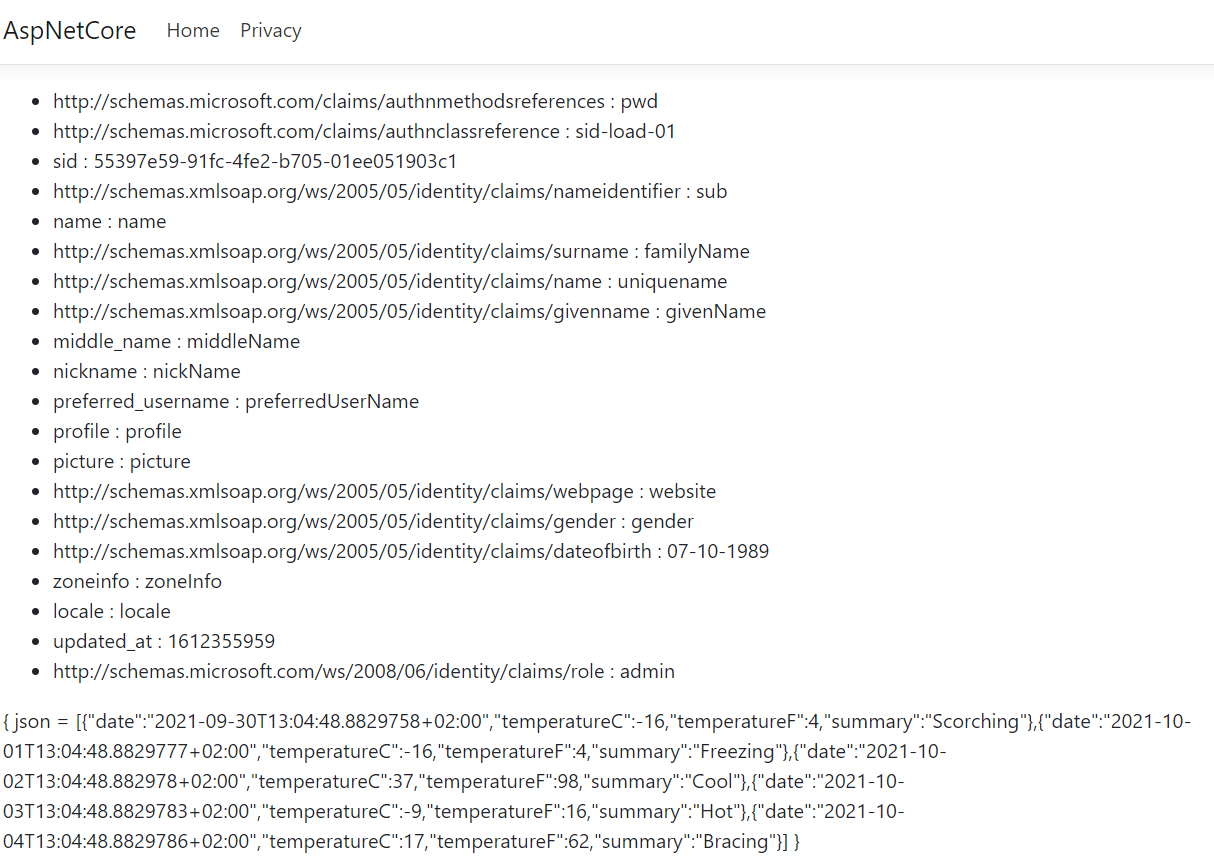 AspNetCore Home Privacy
http://schemas.microsoft.com/claims/authnmethodsreferences : pwd
http://schemas.microsoft.com/claims/authnclassreference : sid-load-01
sid : 55397e59-91fc-4fe2-b705-01ee051903c1
http://schemas.xmlsoap.org/ws/2005/05/identity/claims/nameidentifier : sub
name : name
http://schemas.xmlsoap.org/ws/2005/05/identity/claims/surname : familyName
http://schemas.xmlsoap.org/ws/2005/05/identity/claims/name : uniquename
http://schemas.xmlsoap.org/ws/2005/05/identity/claims/givenname : givenName
middle_name : middleName
nickname : nickName
preferred_username : preferredUserName
profile : profile
picture : picture
http://schemas.xmlsoap.org/ws/2005/05/identity/claims/webpage : website
http://schemas.xmlsoap.org/ws/2005/05/identity/claims/gender : gender
http://schemas.xmlsoap.org/ws/2005/05/identity/claims/dateofbirth : 07-10-1989
zoneinfo : zoneInfo
locale : locale
updated_at : 1612355959
http://schemas.microsoft.com/ws/2008/06/identity/claims/role : admin
{ json = [{"date":"2021-09-30T13:04:48.8829758+02:00","temperatureC":-16,"temperatureF":4,"summary":"Scorching"},{"date":"2021-10-
01T13:04:48.8829777+02:00","temperatureC":-16,"temperatureF":4,"summary":"Freezing"},{"date":"2021-10-
02T13:04:48.882978+02:00","temperatureC":37,"temperatureF":98,"summary":"Cool"},{"date":"2021-10-
03T13:04:48.8829783+02:00","temperatureC":-9,"temperatureF":16,"summary":"Hot"},{"date":"2021-10-
04T13:04:48.8829786+02:00","temperatureC":17,"temperatureF":62,"summary":"Bracing"}] }